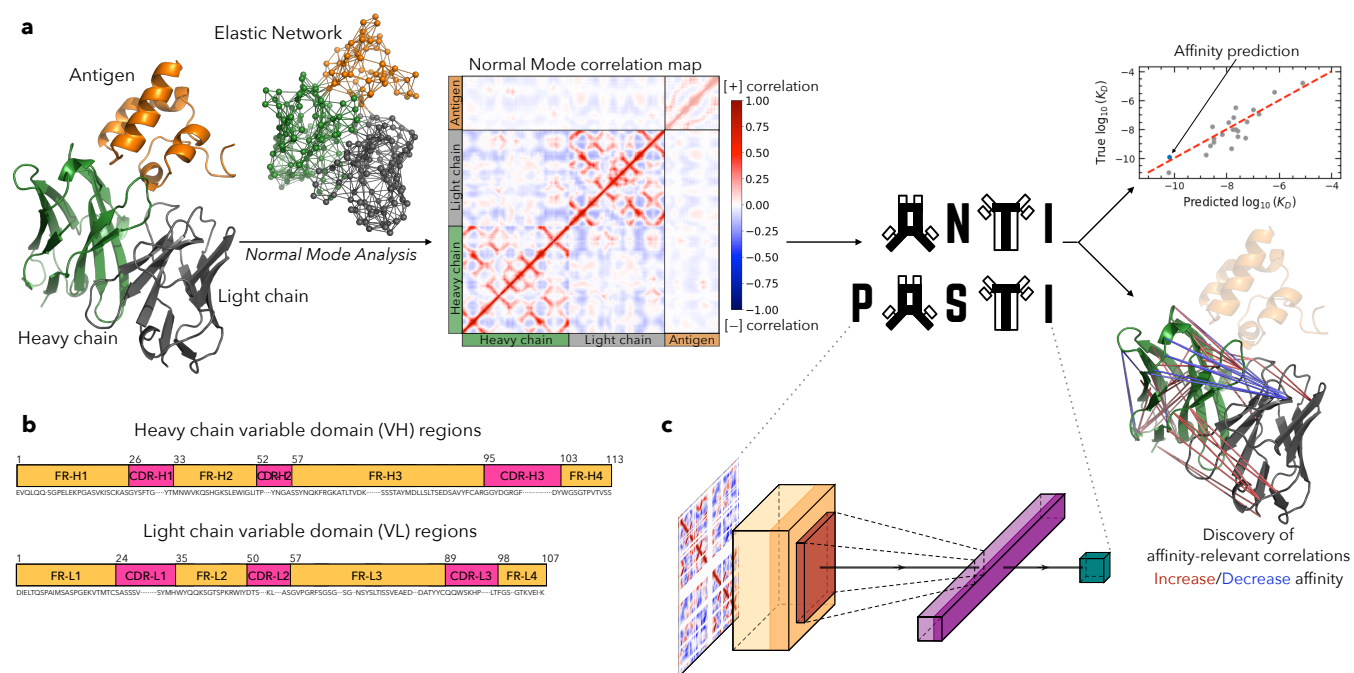 a
Elastic Network
Antigen
Normal Mode Analysis
Light chain
Heavy chain
Normal Mode correlation map
Antigen
Light chain
Heavy chain
Heavy chain
Light chain
Antigen
[+] correlation
1.00
0.75
0.50
0.25
0.00
−0.25
−0.50
−0.75
−1.00
[−] correlation
ANTI
PASTI
Affinity prediction
True log10 (KD)
−4
−6
−8
−10
−10
−8
−6
−4
Predicted log10 (KD)
Discovery of
affinity-relevant correlations
Increase/Decrease affinity
b
Heavy chain variable domain (VH) regions
1 26 33 52 57 95 103 113
FR-H1 CDR-H1 FR-H2 CDR-H2 FR-H3 CDR-H3 FR-H4
Light chain variable domain (VL) regions
1 24 35 50 57 89 98 107
FR-L1 CDR-L1 FR-L2 CDR-L2 FR-L3 CDR-L3 FR-L4
c